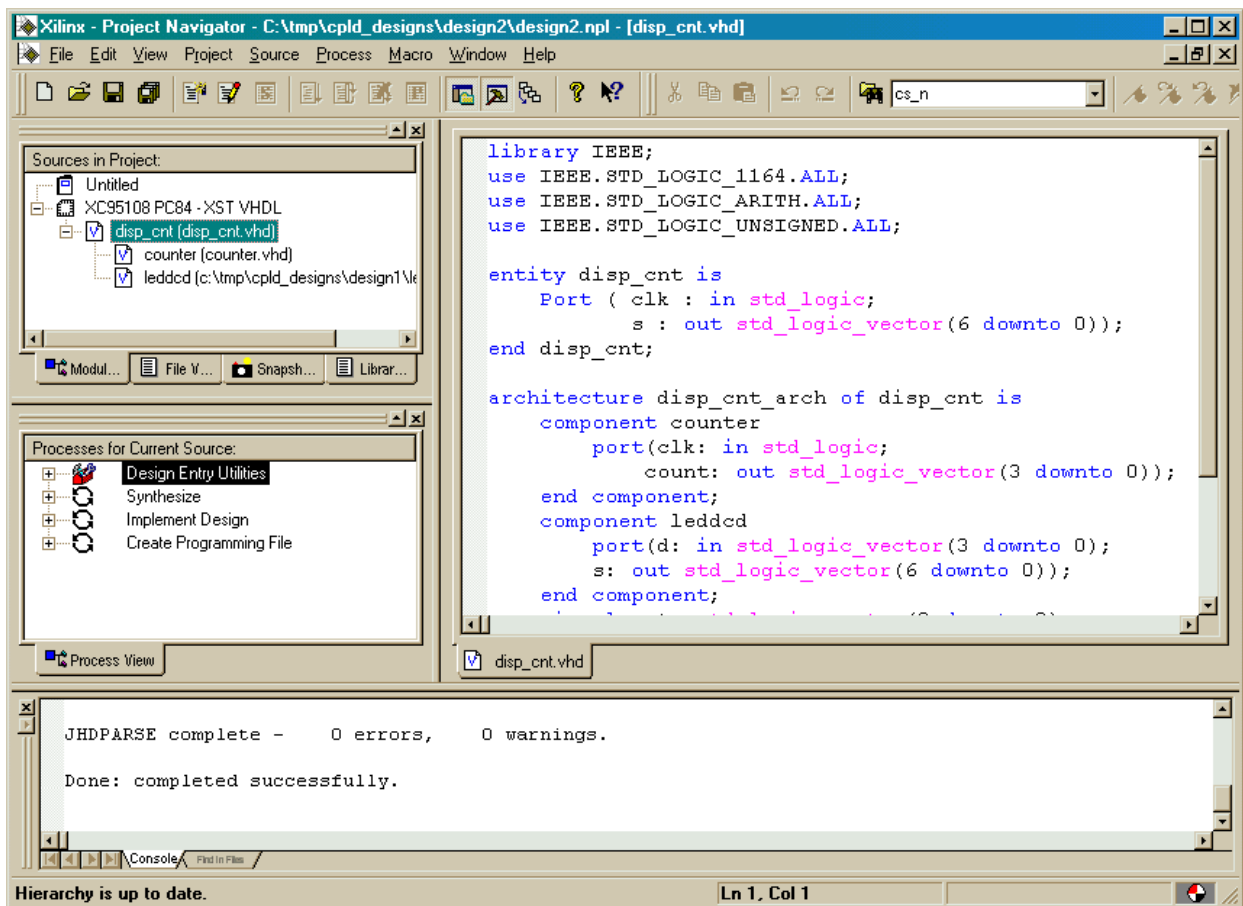 Xilinx - Project Navigator - C:\tmp\cpld_designs\design2\design2.npl - [disp_cnt.vhd]
File Edit View Project Source Process Macro Window Help
cs_n
Sources in Project:
Untitled
XC95108 PC84 - XST VHDL
disp_cnt (disp_cnt.vhd)
counter (counter.vhd)
leddcd (c:\tmp\cpld_designs\design1\le
Modul... File V... Snapsh... Librar...
Processes for Current Source:
Design Entry Utilities
Synthesize
Implement Design
Create Programming File
Process View
library IEEE;
use IEEE.STD_LOGIC_1164.ALL;
use IEEE.STD_LOGIC_ARITH.ALL;
use IEEE.STD_LOGIC_UNSIGNED.ALL;
entity disp_cnt is
Port ( clk : in std_logic;
s : out std_logic_vector(6 downto 0));
end disp_cnt;
architecture disp_cnt_arch of disp_cnt is
component counter
port(clk: in std_logic;
count: out std_logic_vector(3 downto 0));
end component;
component leddcd
port(d: in std_logic_vector(3 downto 0);
s: out std_logic_vector(6 downto 0));
end component;
disp_cnt.vhd
JHDPARSE complete - 0 errors, 0 warnings.
Done: completed successfully.
Console Find in Files
Hierarchy is up to date. Ln 1, Col 1